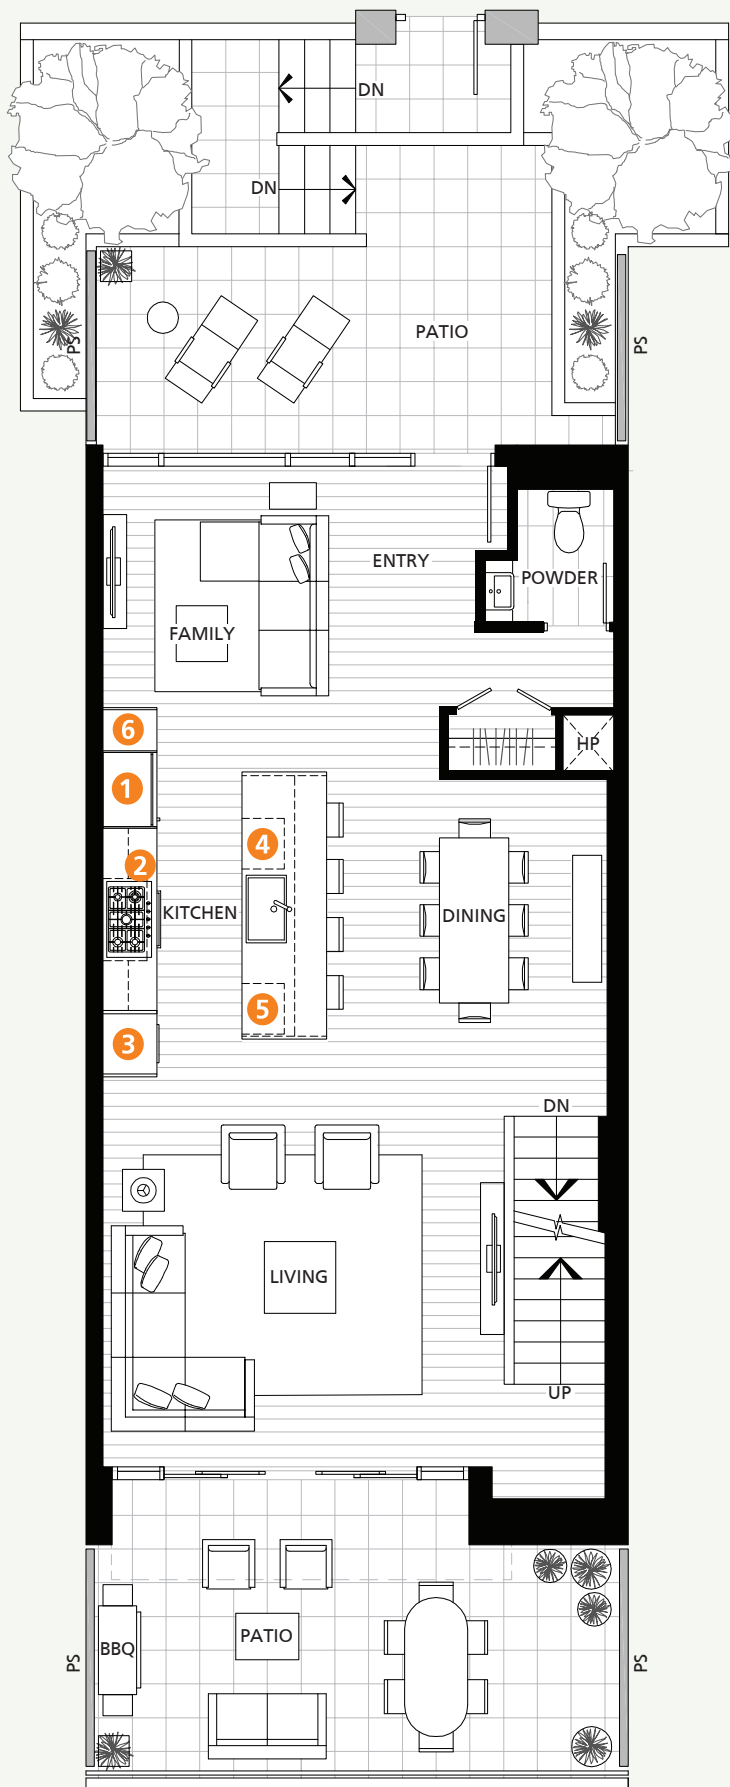 DN
DN
PATIO
PS
PS
ENTRY
POWDER
FAMILY
6
HP
1
4
2
KITCHEN
DINING
5
3
DN
LIVING
UP
PATIO
BBQ
PS
PS